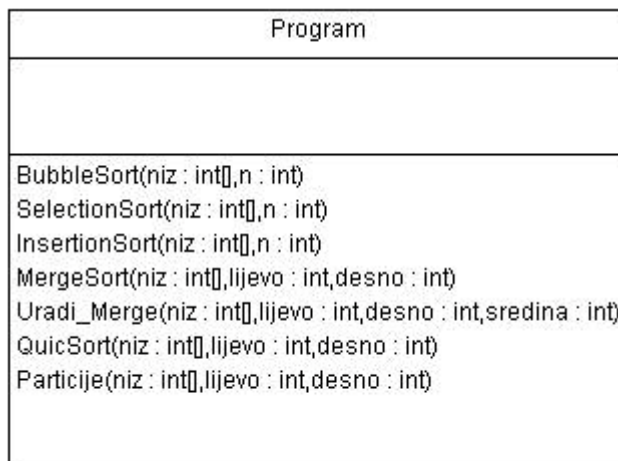 Program
BubbleSort(niz : int[],n : int)
SelectionSort(niz : int[],n : int)
InsertionSort(niz : int[],n : int)
MergeSort(niz : int[],lijevo : int,desno : int)
Uradi_Merge(niz : int[],lijevo : int,desno : int,sredina : int)
QuicSort(niz : int[],lijevo : int,desno : int)
Particije(niz : int[],lijevo : int,desno : int)